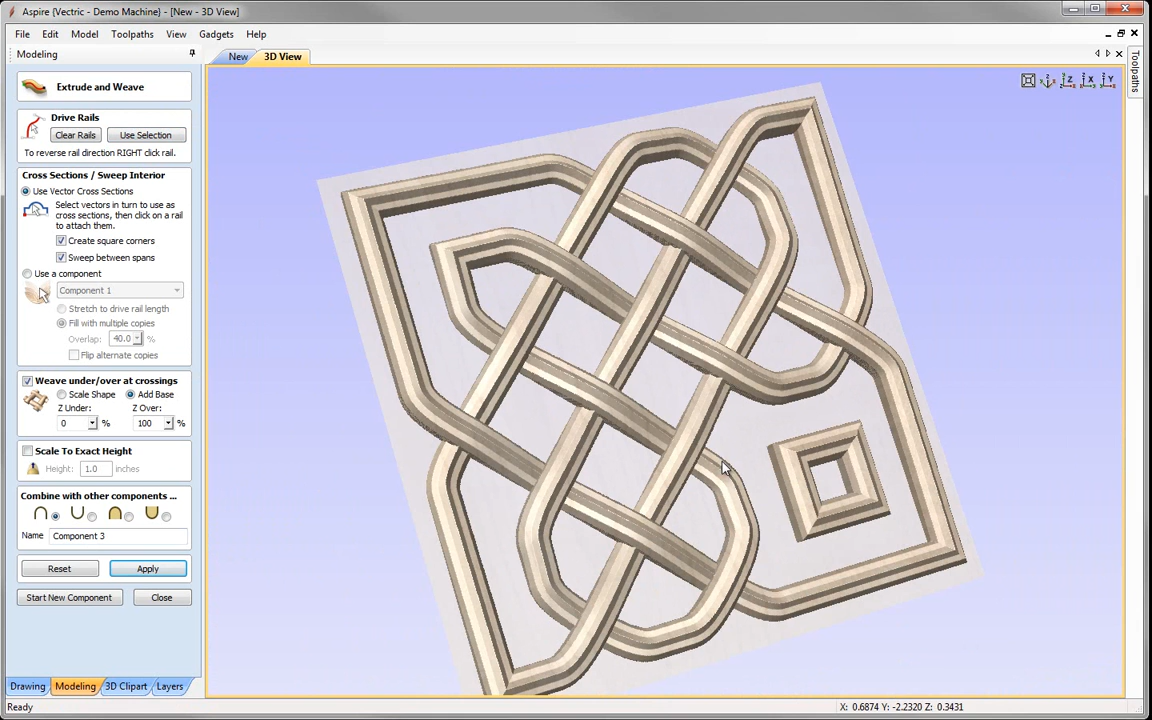 Aspire {Vectric - Demo Machine} - [New - 3D View]
File Edit Model Toolpaths View Gadgets Help
Modeling
New 3D View
Toolpaths
Z X Y
Extrude and Weave
Drive Rails
Clear Rails Use Selection
To reverse rail direction RIGHT click rail.
Cross Sections / Sweep Interior
Use Vector Cross Sections
Select vectors in turn to use as
cross sections, then click on a rail
to attach them.
Create square corners
Sweep between spans
Use a component
Component 1
Stretch to drive rail length
Fill with multiple copies
Overlap: 40.0 %
Flip alternate copies
Weave under/over at crossings
Scale Shape Add Base
Z Under: Z Over:
0 % 100 %
Scale To Exact Height
Height: 1.0 inches
Combine with other components ...
Name Component 3
Reset Apply
Start New Component Close
Drawing Modeling 3D Clipart Layers
Ready X: 0.6874 Y: -2.2320 Z: 0.3431